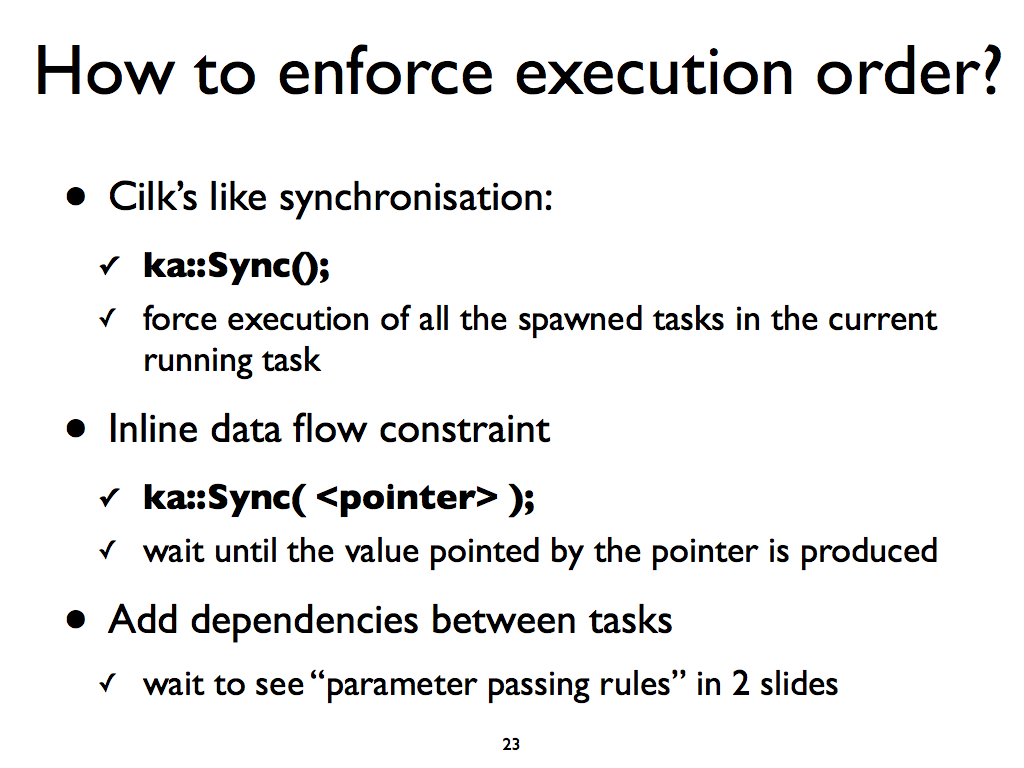 How to enforce execution order?
• Cilk’s like synchronisation:
✓ ka::Sync();
✓ force execution of all the spawned tasks in the current
running task
• Inline data flow constraint
✓ ka::Sync( <pointer> );
✓ wait until the value pointed by the pointer is produced
• Add dependencies between tasks
✓ wait to see “parameter passing rules” in 2 slides
23